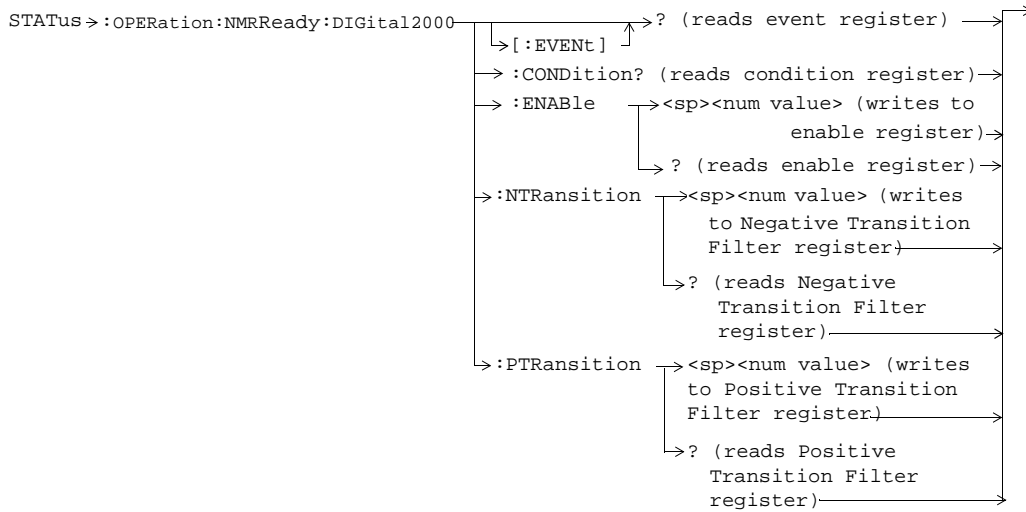 STATus :OPERation:NMRReady:DIGital2000 ? (reads event register)
[:EVENt]
:CONDition? (reads condition register)
:ENABle <sp><num value> (writes to
enable register)
? (reads enable register)
:NTRansition <sp><num value> (writes
to Negative Transition
Filter register)
? (reads Negative
Transition Filter
register)
:PTRansition <sp><num value> (writes
to Positive Transition
Filter register)
? (reads Positive
Transition Filter
register)